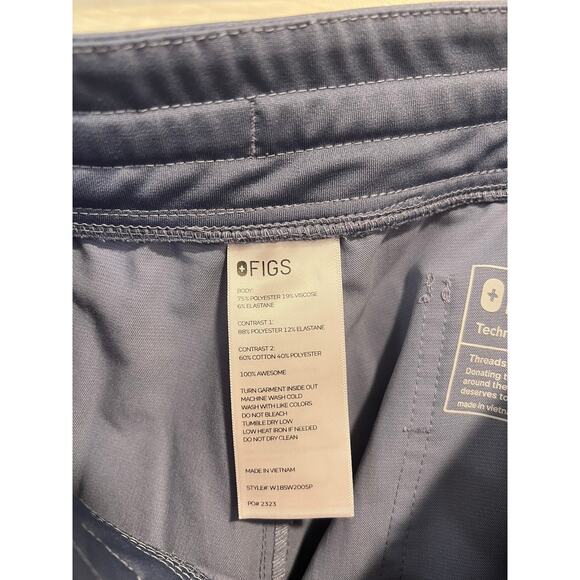 FIGS
BODY:
75% POLYESTER 19% VISCOSE
6% ELASTANE
CONTRAST 1:
88% POLYESTER 12% ELASTANE
CONTRAST 2:
60% COTTON 40% POLYESTER
100% AWESOME
TURN GARMENT INSIDE OUT
MACHINE WASH COLD
WASH WITH LIKE COLORS
DO NOT BLEACH
TUMBLE DRY LOW
LOW HEAT IRON IF NEEDED
DO NOT DRY CLEAN
MADE IN VIETNAM
STYLE#: W18SW2005P
PO# 2323
Techn
Threads
Donating
around the
deserves to
made in vietna